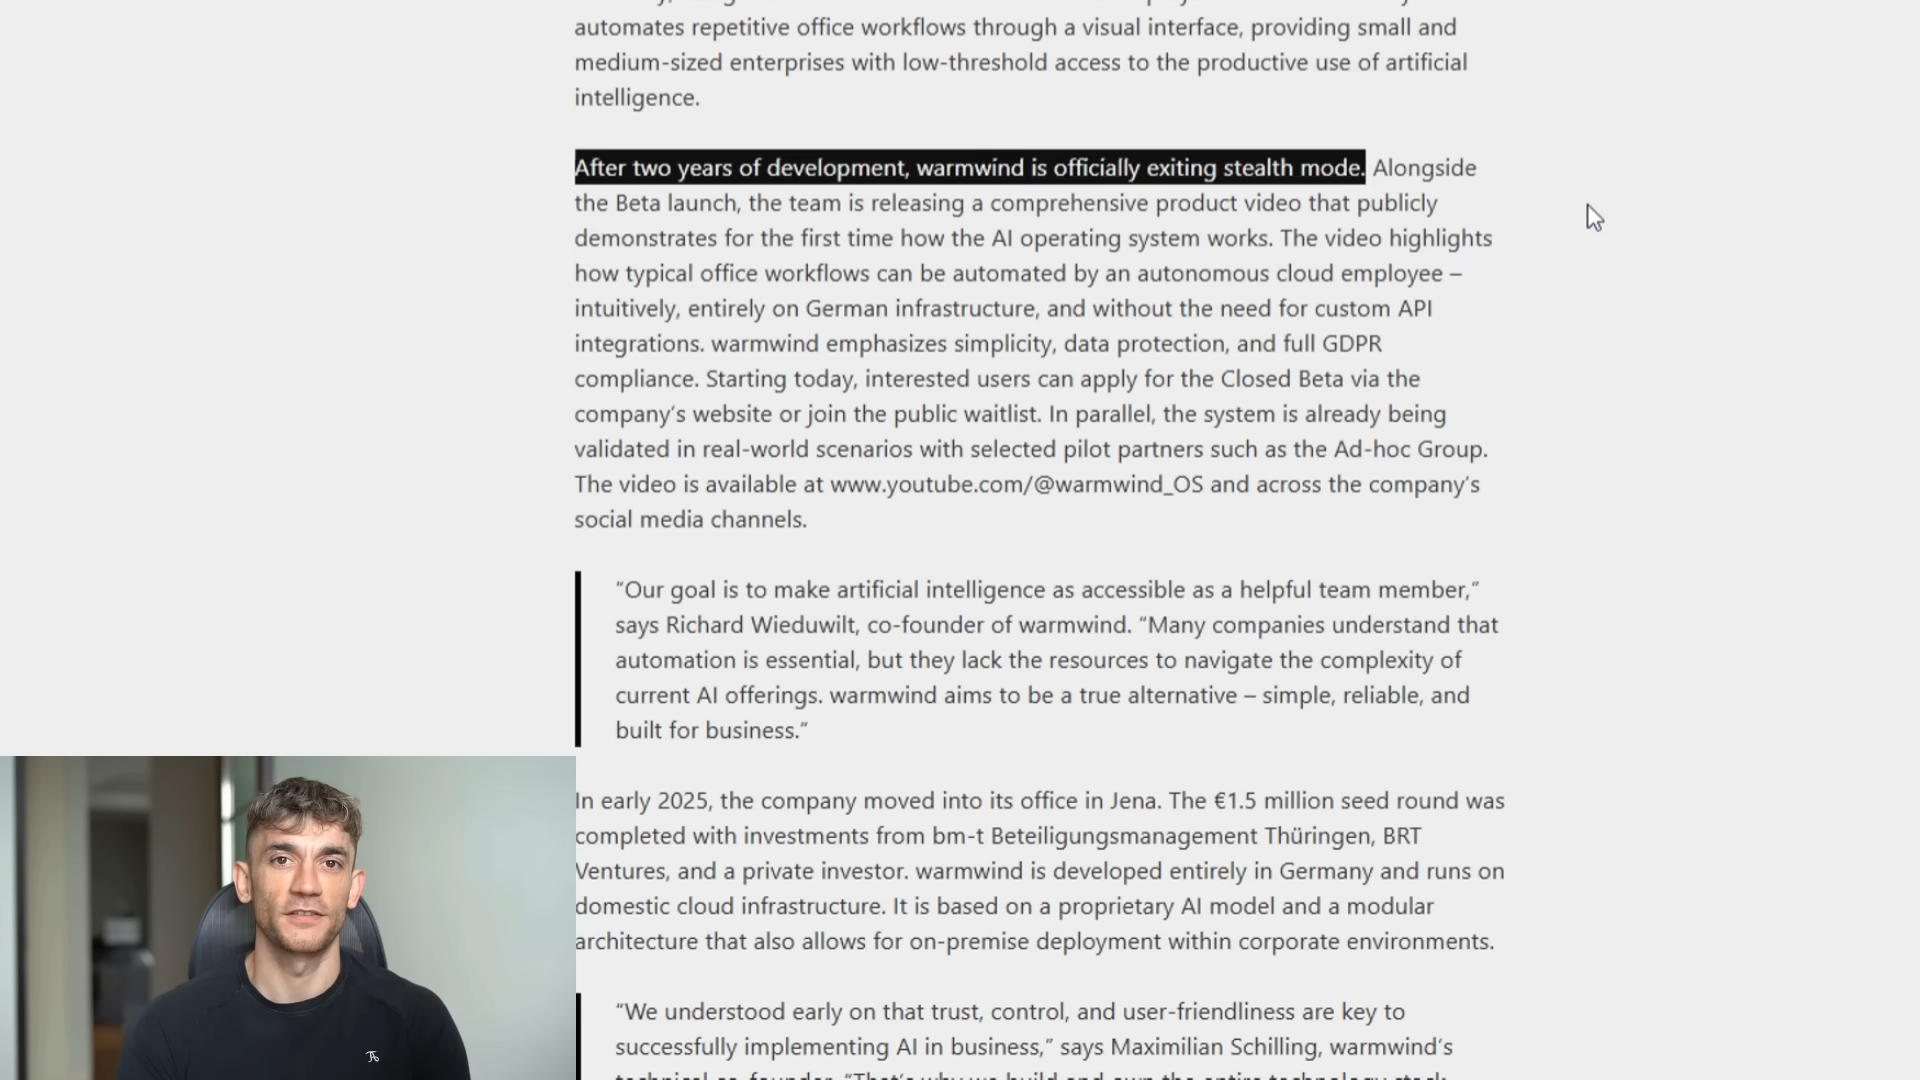 automates repetitive office workflows through a visual interface, providing small and
medium-sized enterprises with low-threshold access to the productive use of artificial
intelligence.
After two years of development, warmwind is officially exiting stealth mode. Alongside
the Beta launch, the team is releasing a comprehensive product video that publicly
demonstrates for the first time how the AI operating system works. The video highlights
how typical office workflows can be automated by an autonomous cloud employee –
intuitively, entirely on German infrastructure, and without the need for custom API
integrations. warmwind emphasizes simplicity, data protection, and full GDPR
compliance. Starting today, interested users can apply for the Closed Beta via the
company’s website or join the public waitlist. In parallel, the system is already being
validated in real-world scenarios with selected pilot partners such as the Ad-hoc Group.
The video is available at www.youtube.com/@warmwind_OS and across the company’s
social media channels.
“Our goal is to make artificial intelligence as accessible as a helpful team member,”
says Richard Wieduwilt, co-founder of warmwind. “Many companies understand that
automation is essential, but they lack the resources to navigate the complexity of
current AI offerings. warmwind aims to be a true alternative – simple, reliable, and
built for business.”
In early 2025, the company moved into its office in Jena. The €1.5 million seed round was
completed with investments from bm-t Beteiligungsmanagement Thüringen, BRT
Ventures, and a private investor. warmwind is developed entirely in Germany and runs on
domestic cloud infrastructure. It is based on a proprietary AI model and a modular
architecture that also allows for on-premise deployment within corporate environments.
“We understood early on that trust, control, and user-friendliness are key to
successfully implementing AI in business,” says Maximilian Schilling, warmwind’s
technical co-founder. “That’s why we build and own the entire technology stack